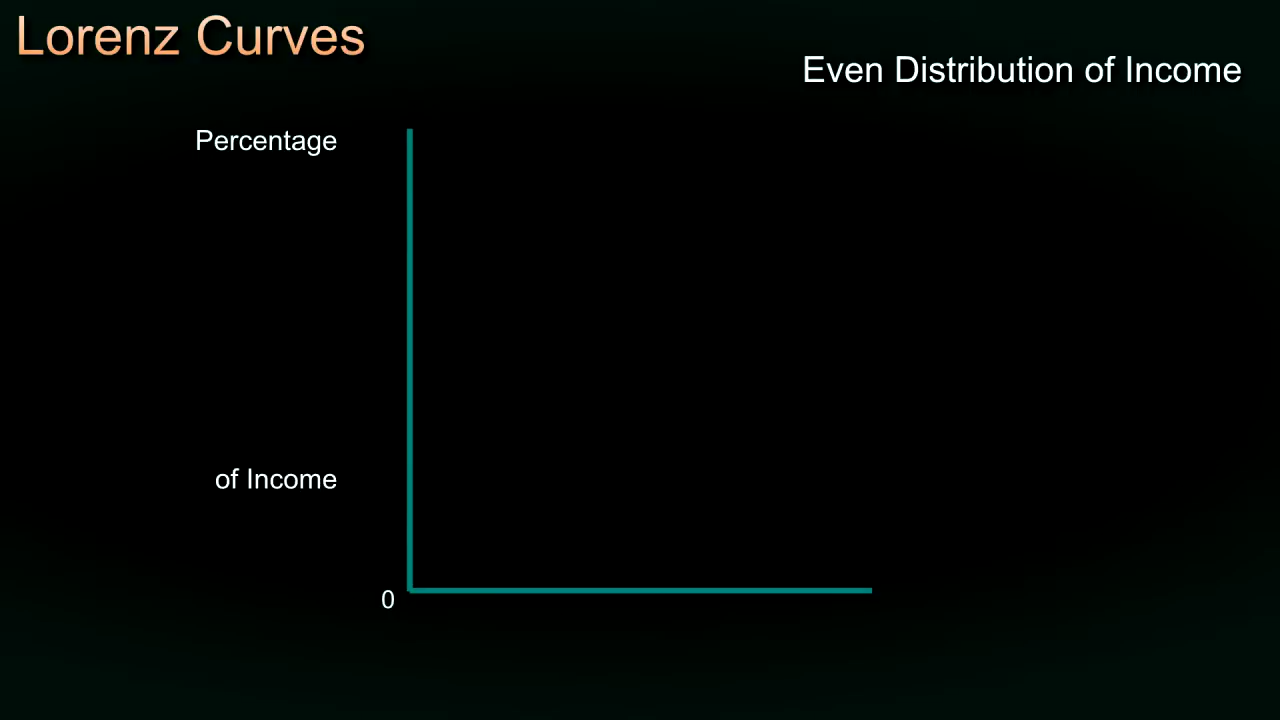 Lorenz Curves
Even Distribution of Income
Percentage
of Income
0